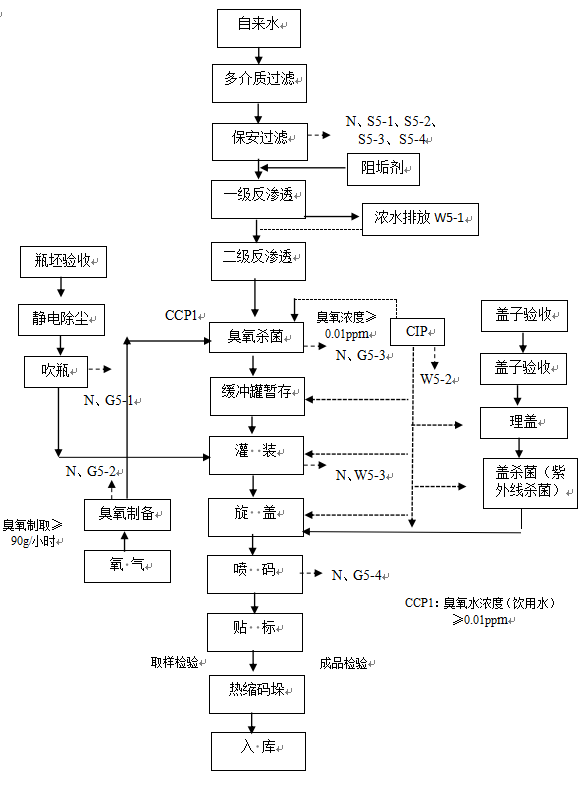 自来水
多介质过滤
N、S5-1、S5-2、
保安过滤
S5-3、S5-4
阻垢剂
一级反渗透
浓水排放 W5-1
二级反渗透
瓶坯验收
静电除尘
CCP1
臭氧浓度≥
0.01ppm
盖子验收
臭氧杀菌
CIP
N、G5-3
吹瓶
盖子验收
W5-2
N、G5-1
缓冲罐暂存
理盖
灌··装
N、G5-2
N、W5-3
盖杀菌（紫
外线杀菌）
臭氧制备
旋··盖
臭氧制取≥
90g/小时
氧·气
喷··码
N、G5-4
CCP1：臭氧水浓度（饮用水）
≥0.01ppm
贴··标
取样检验
成品检验
热缩码垛
入·库